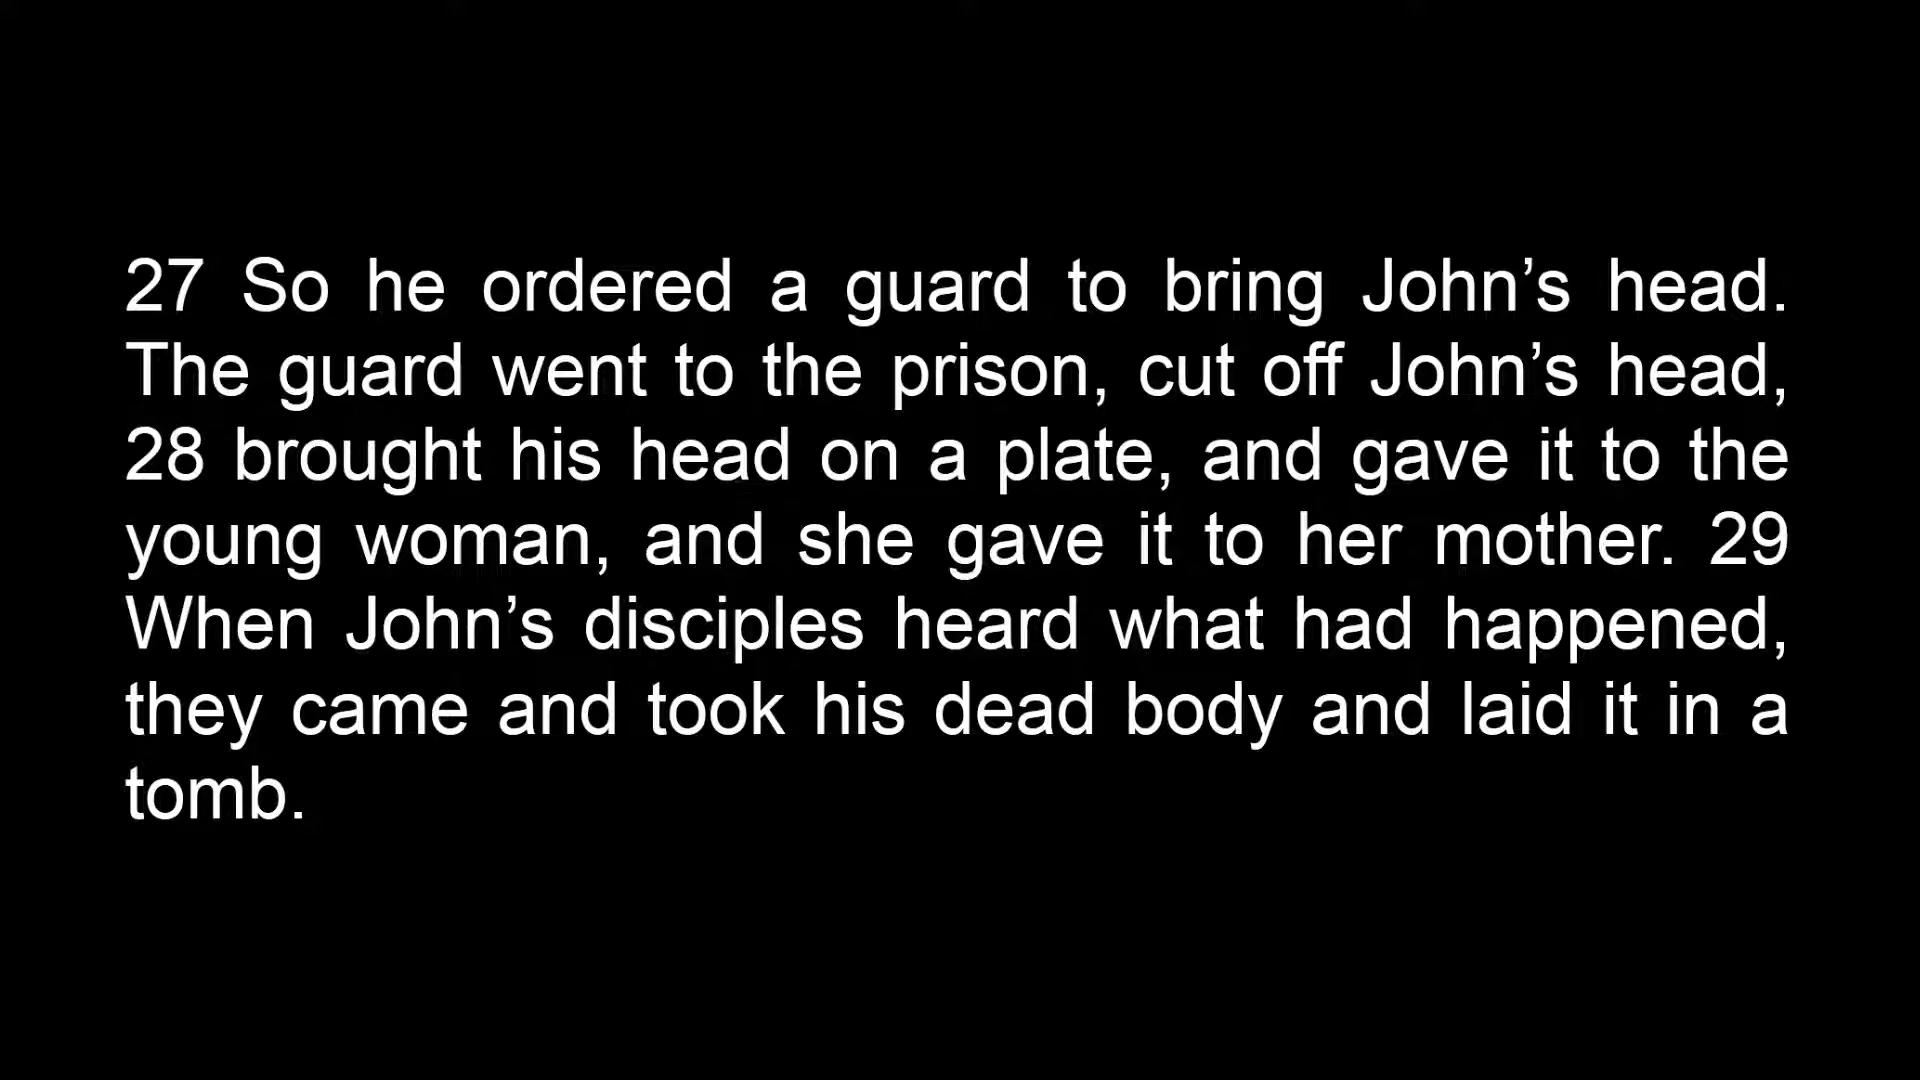 27 So he ordered a guard to bring John’s head.
The guard went to the prison, cut off John’s head,
28 brought his head on a plate, and gave it to the
young woman, and she gave it to her mother. 29
When John’s disciples heard what had happened,
they came and took his dead body and laid it in a
tomb.